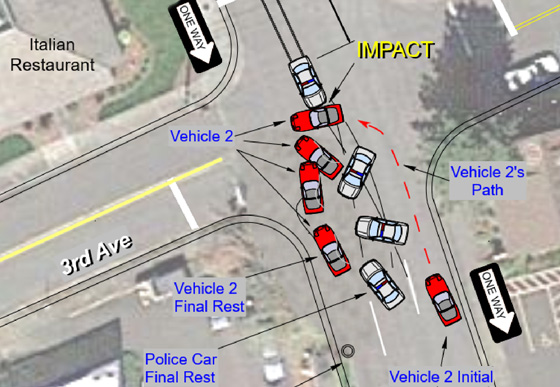 ONE WAY
Italian
Restaurant
IMPACT
Vehicle 2
Vehicle 2's
Path
3rd Ave
Vehicle 2
Final Rest
ONE WAY
Police Car
Final Rest
Vehicle 2 Initial